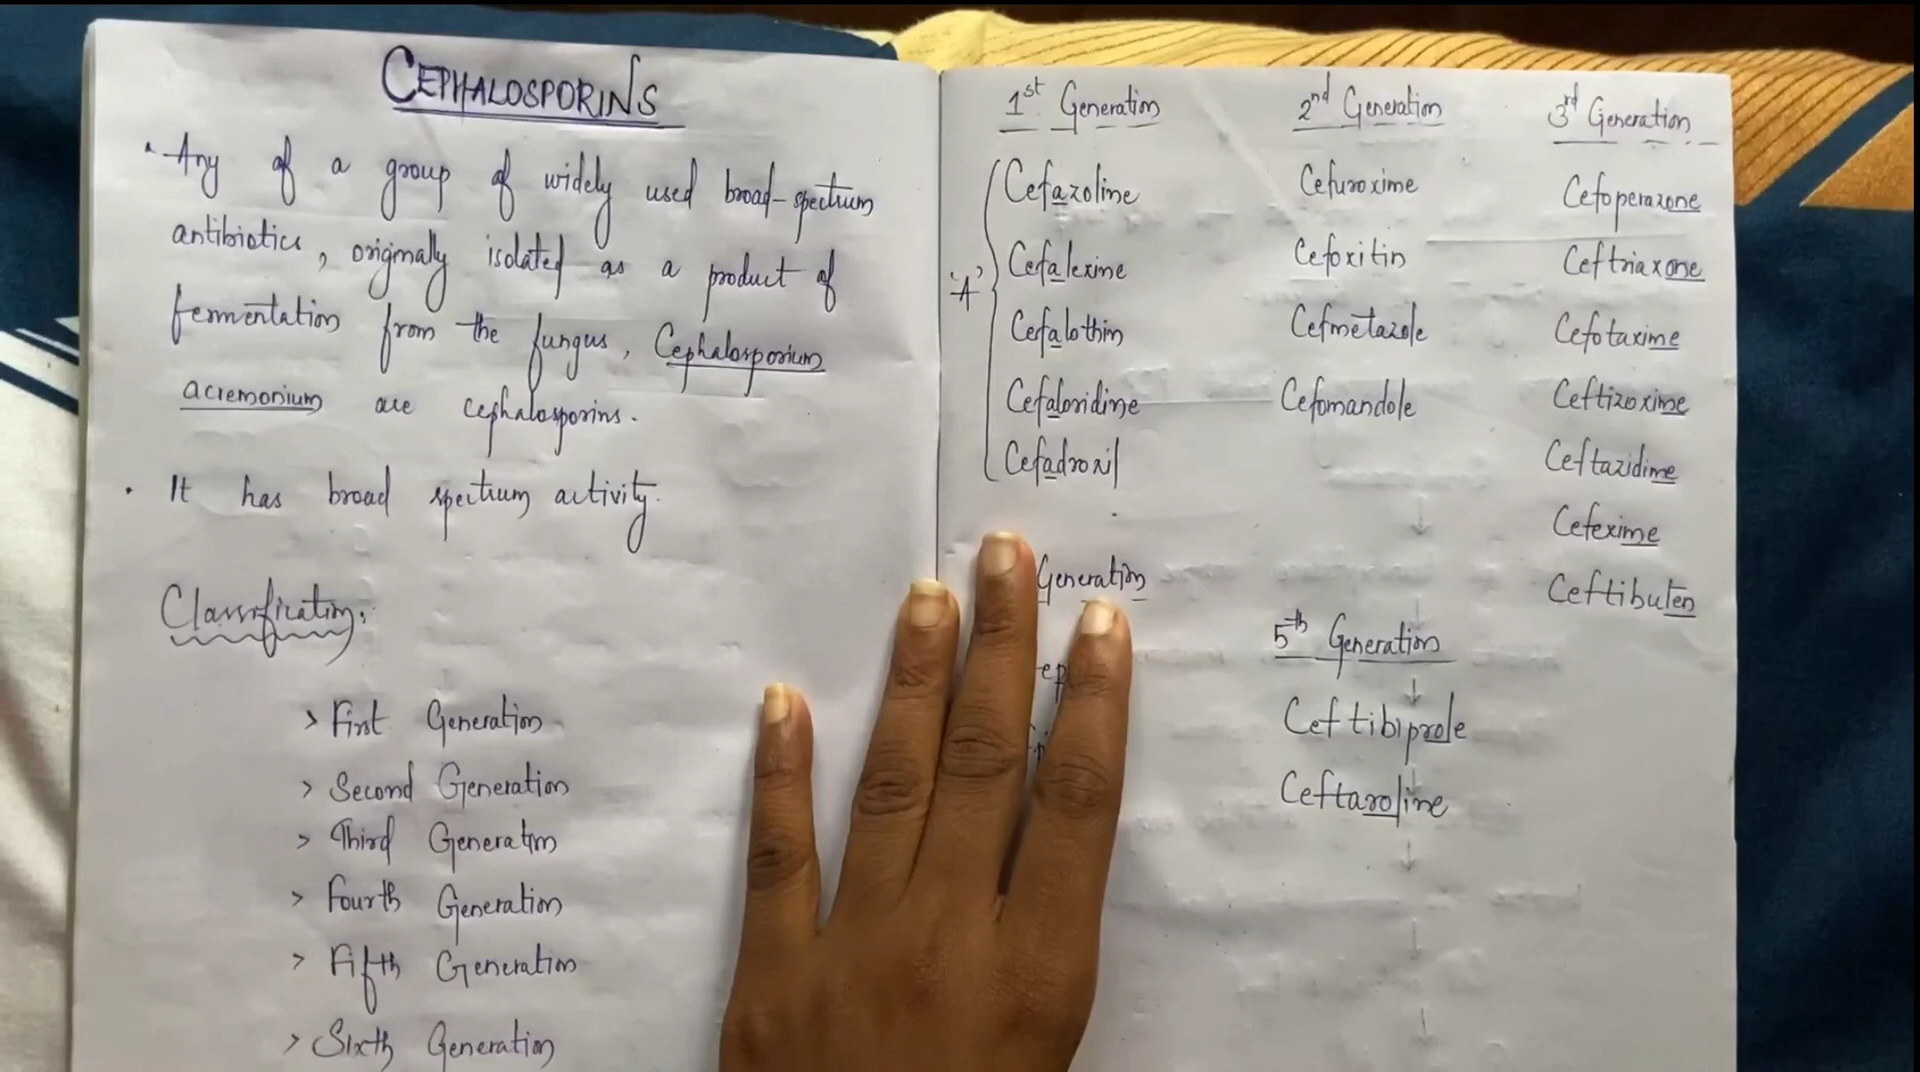 CEPHALOSPORINS
Any of a group of widely used broad-spectrum
antibiotics, originally isolated as a product of
fermentation from the fungus, Cephalosporium
acremonium are cephalosporins.
It has broad spectrum activity.
Classification:
> First Generation
> Second Generation
> Third Generation
> Fourth Generation
> Fifth Generation
> Sixth Generation
1st Generation
'A'
Cefazoline
Cefalexine
Cefalothin
Cefaloridine
Cefadroxil
Generation
2nd Generation
Cefuroxime
Cefoxitin
Cefmetazole
Cefomandole
3rd Generation
Cefoperazone
Ceftriaxone
Cefotaxime
Ceftizoxime
Ceftazidime
Cefexime
Ceftibuten
5th Generation
Ceftibiprole
Ceftaroline